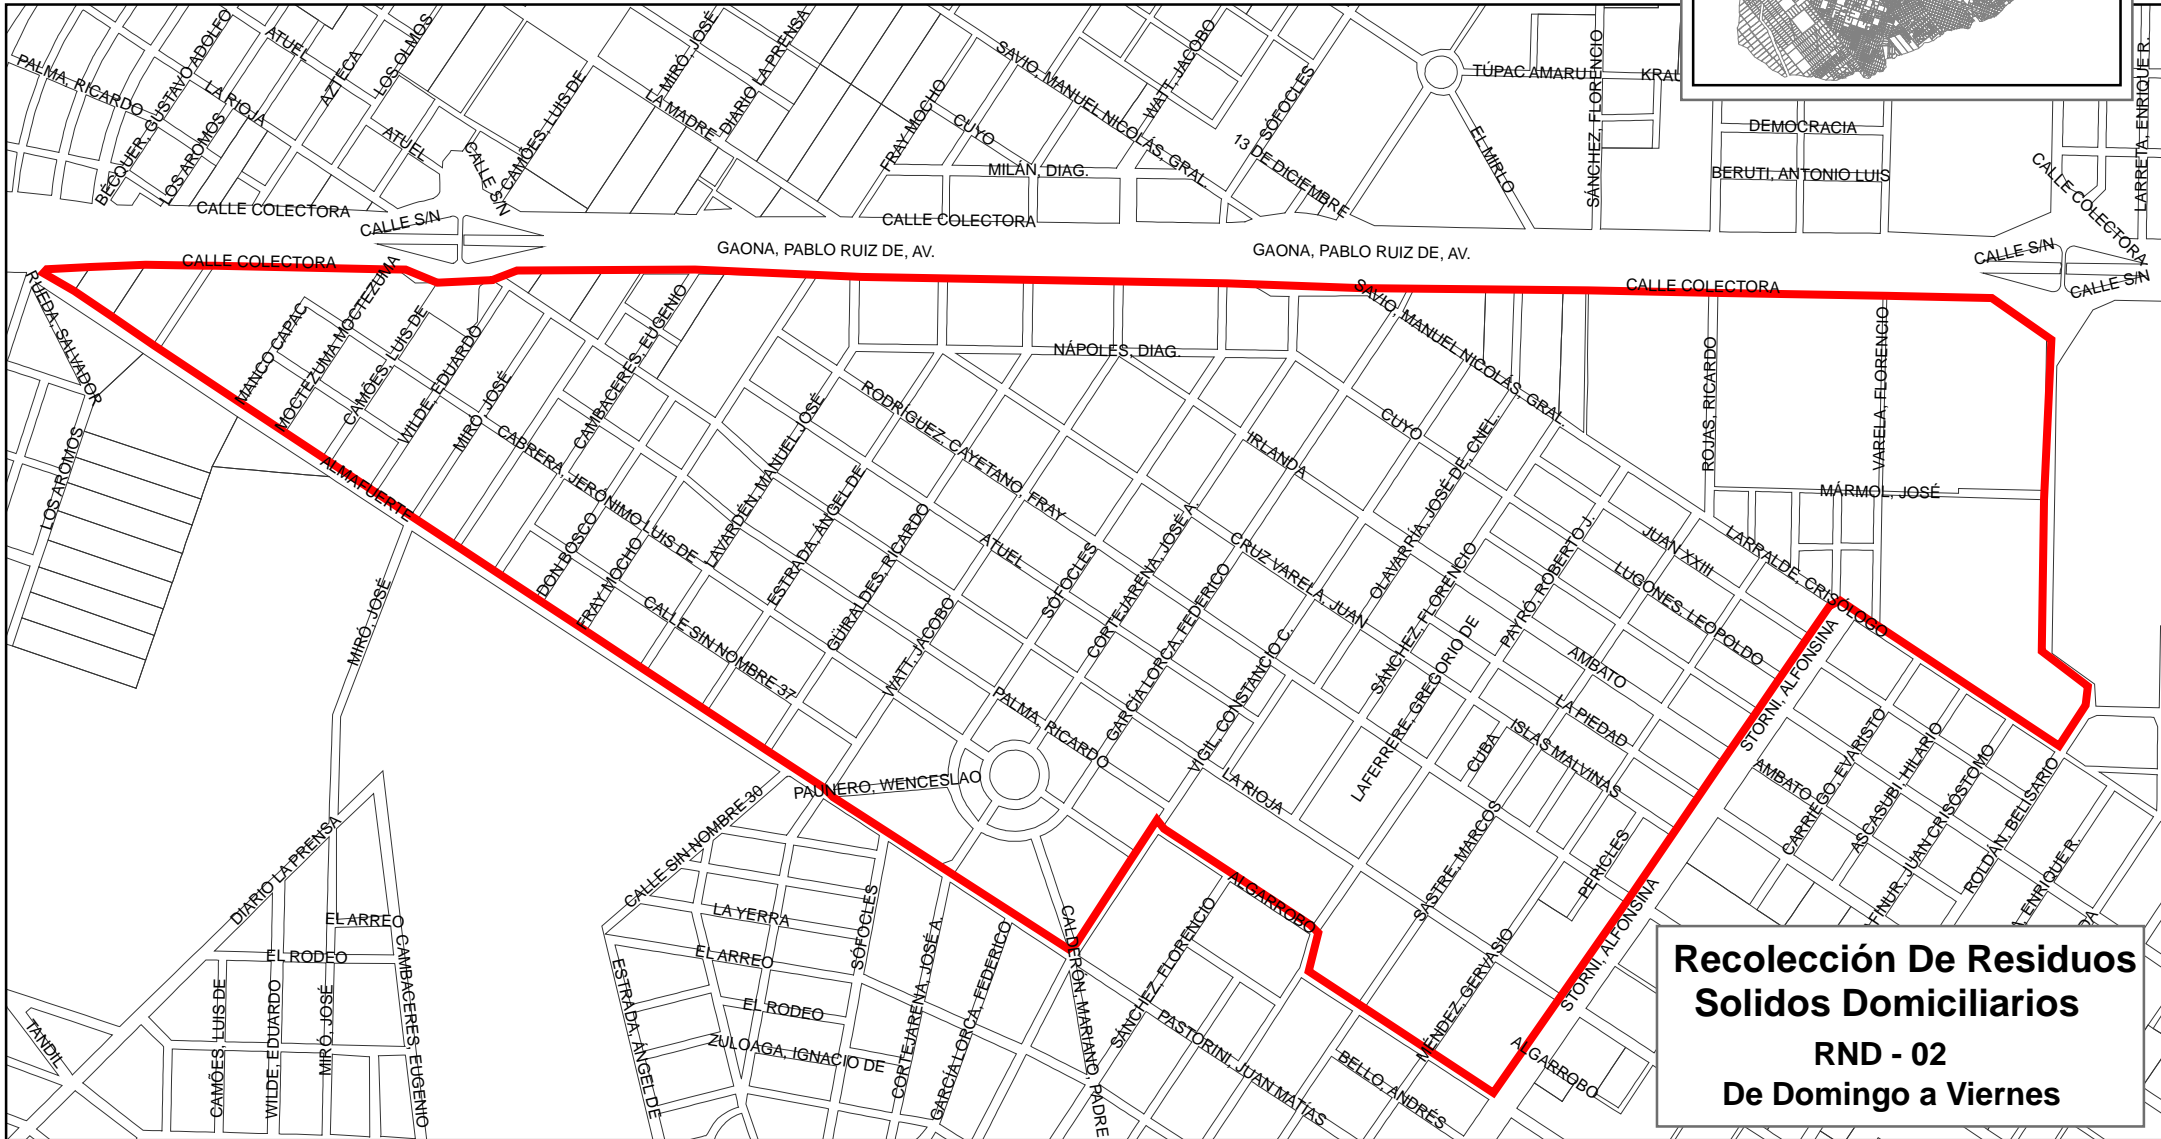 BÉCQUER, GUSTAVO ADOLFO
ATUEL
PALMA, RICARDO
LA RIOJA
AZTECA
LOS OLMOS
LOS AROMOS
ATUEL
CALLE S/N
CAMÕES, LUIS DE
MIRÓ, JOSÉ
LA MADRE
DIARIO LA PRENSA
FRAY MOCHO
CUYO
SAVIO, MANUEL NICOLÁS, GRAL.
WATT, JACOBO
SÓFOCLES
13 DE DICIEMBRE
MILÁN, DIAG.
TÚPAC AMARU
EL MIRLO
SÁNCHEZ, FLORENCIO
DEMOCRACIA
BERUTI, ANTONIO LUIS
LARRETA, ENRIQUE R.
CALLE COLECTORA
CALLE COLECTORA
CALLE S/N
CALLE COLECTORA
GAONA, PABLO RUIZ DE, AV.
GAONA, PABLO RUIZ DE, AV.
CALLE S/N
CALLE S/N
CALLE COLECTORA
CALLE COLECTORA
RUEDA, SALVADOR
MANCO CAPAC
MOCTEZUMA MOCTEZUMA
CAMÕES, LUIS DE
WILDE, EDUARDO
MIRÓ, JOSÉ
CAMBACERES, EUGENIO
SAVIO, MANUEL NICOLÁS, GRAL.
NÁPOLES, DIAG.
ROJAS, RICARDO
VARELA, FLORENCIO
RODRIGUEZ, CAYETANO, FRAY
CUYO
IRLANDA
CABRERA, JERÓNIMO LUIS DE
LAVARDÉN, MANUEL JOSÉ
ESTRADA, ÁNGEL DE
GÜIRALDES, RICARDO
LOS AROMOS
ALMAFUERTE
MÁRMOL, JOSÉ
OLAVARRÍA, JOSÉ DE, CNEL.
DON BOSCO
FRAY MOCHO
ATUEL
SÓFOCLES
CORTEJARENA, JOSÉ A.
GARCÍA LORCA, FEDERICO
CRUZ VARELA, JUAN
SÁNCHEZ, FLORENCIO
PAYRÓ, ROBERTO J.
JUAN XXIII
LARRALDE, CRISÓLOGO
LUGONES, LEOPOLDO
MIRÓ, JOSÉ
CALLE SIN NOMBRE 37
WATT, JACOBO
VIGIL, CONSTANCIO C.
LAFERRERE, GREGORIO DE
AMBATO
STORNI, ALFONSINA
PALMA, RICARDO
LA RIOJA
CUBA
LA PIEDAD
ISLAS MALVINAS
AMBATO
CARRIEGO, EVARISTO
ASCASUBI, HILARIO
ROLDÁN, BELISARIO
PAUNERO, WENCESLAO
CALLE SIN NOMBRE 30
DIARIO LA PRENSA
SASTRE, MARCOS
PERICLES
ALGARROBO
STORNI, ALFONSINA
EL ARREO
EL RODEO
CAMÕES, LUIS DE
WILDE, EDUARDO
MIRÓ, JOSÉ
CAMBACERES, EUGENIO
TANDIL
LA YERRA
EL ARREO
EL RODEO
ZULOAGA, IGNACIO DE
ESTRADA, ÁNGEL DE
SÓFOCLES
CORTEJARENA, JOSÉ A.
GARCÍA LORCA, FEDERICO
CALDERÓN, MARIANO, PADRE
SÁNCHEZ, FLORENCIO
PASTORINI, JUAN MATÍAS
BELLO, ANDRÉS
MÉNDEZ, GERVASIO
ALGARROBO
Recolección De Residuos
Solidos Domiciliarios
RND - 02
De Domingo a Viernes